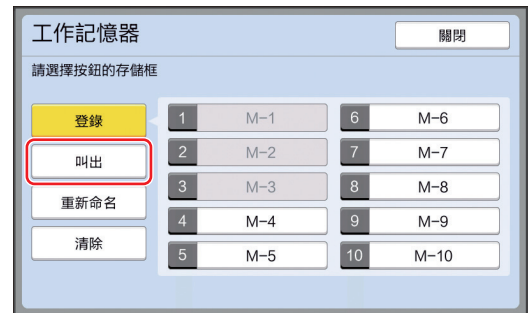 工作記憶器
關閉
請選擇按鈕的存儲框
登錄
叫出
重新命名
清除
1 M-1
2 M-2
3 M-3
4 M-4
5 M-5
6 M-6
7 M-7
8 M-8
9 M-9
10 M-10